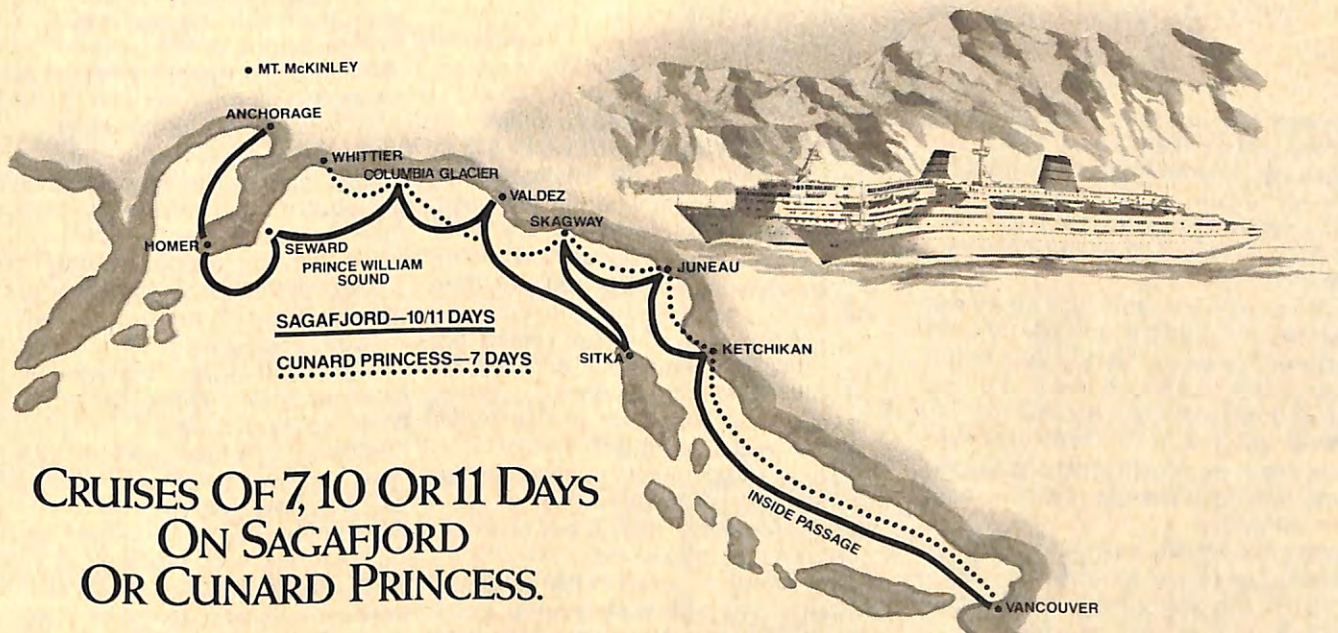 • MT. McKINLEY
ANCHORAGE
WHITTIER
COLUMBIA GLACIER
VALDEZ
SKAGWAY
HOMER
SEWARD
PRINCE WILLIAM
SOUND
JUNEAU
SAGAFJORD—10/11 DAYS
CUNARD PRINCESS—7 DAYS
SITKA
KETCHIKAN
INSIDE PASSAGE
VANCOUVER
CRUISES OF 7, 10 OR 11 DAYS
ON SAGAFJORD
OR CUNARD PRINCESS.